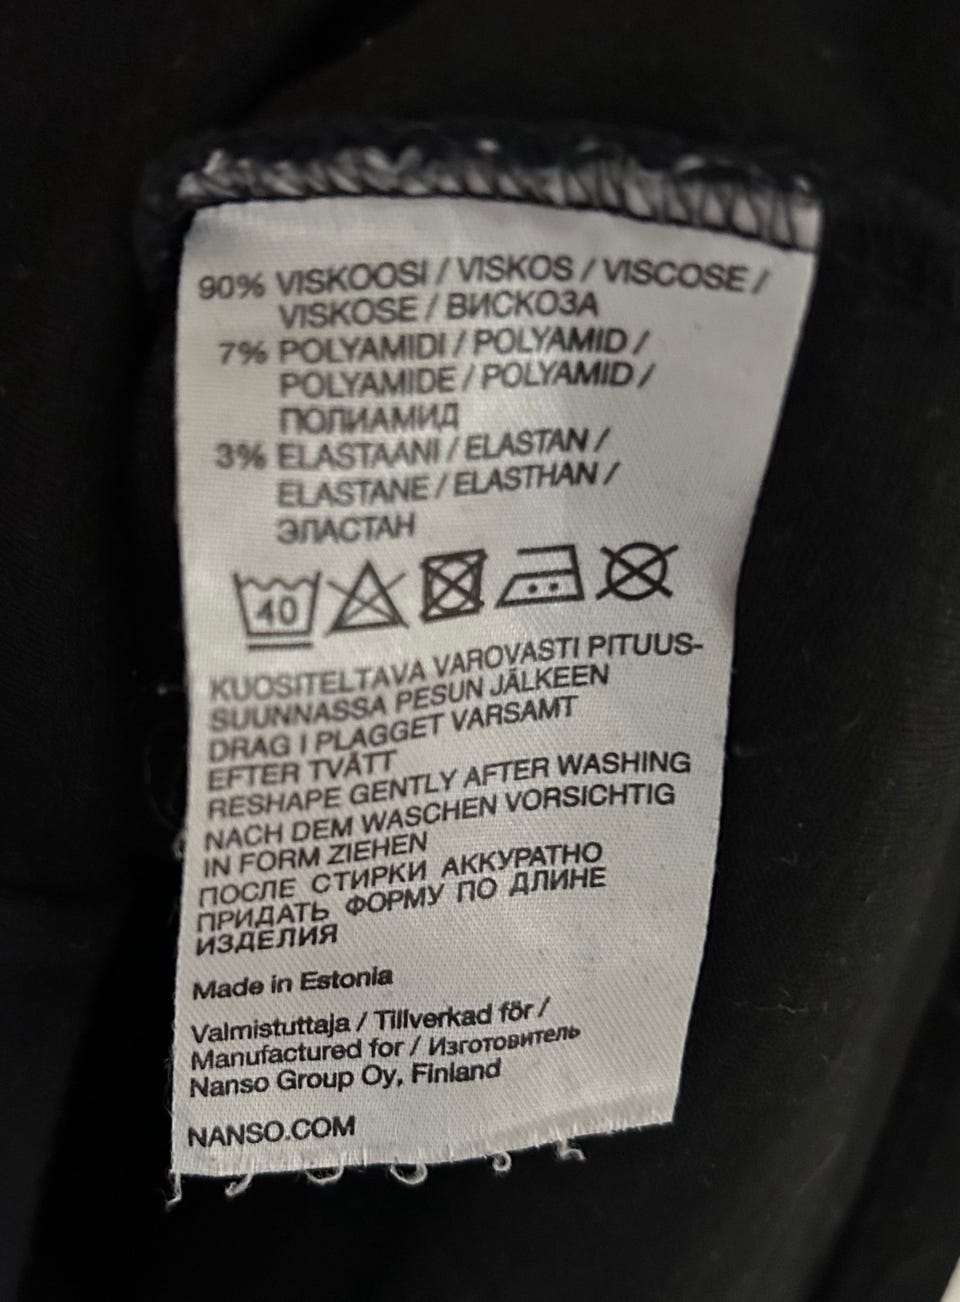 90% VISKOOSI / VISKOS / VISCOSE /
VISKOSE / ВИСКОЗА
7% POLYAMIDI / POLYAMID /
POLYAMIDE / POLYAMID /
ПОЛИАМИД
3% ELASTAANI / ELASTAN /
ELASTANE / ELASTHAN /
ЭЛАСТАН
40
KUOSITELTAVA VAROVASTI PITUUS-
SUUNNASSA PESUN JÄLKEEN
DRAG I PLAGGET VARSAMT
EFTER TVÄTT
RESHAPE GENTLY AFTER WASHING
NACH DEM WASCHEN VORSICHTIG
IN FORM ZIEHEN
ПОСЛЕ СТИРКИ АККУРАТНО
ПРИДАТЬ ФОРМУ ПО ДЛИНЕ
ИЗДЕЛИЯ
Made in Estonia
Valmistuttaja / Tillverkad för /
Manufactured for / Изготовитель
Nanso Group Oy, Finland
NANSO.COM